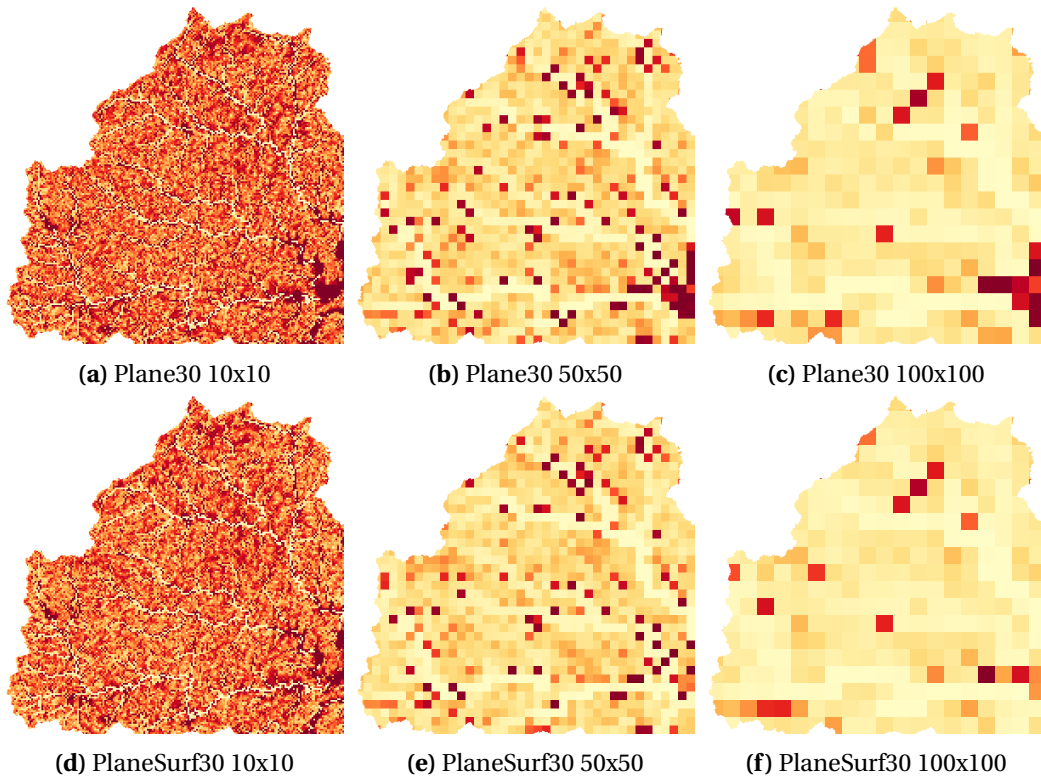 (a) Plane30 10x10
(b) Plane30 50x50
(c) Plane30 100x100
(d) PlaneSurf30 10x10
(e) PlaneSurf30 50x50
(f) PlaneSurf30 100x100